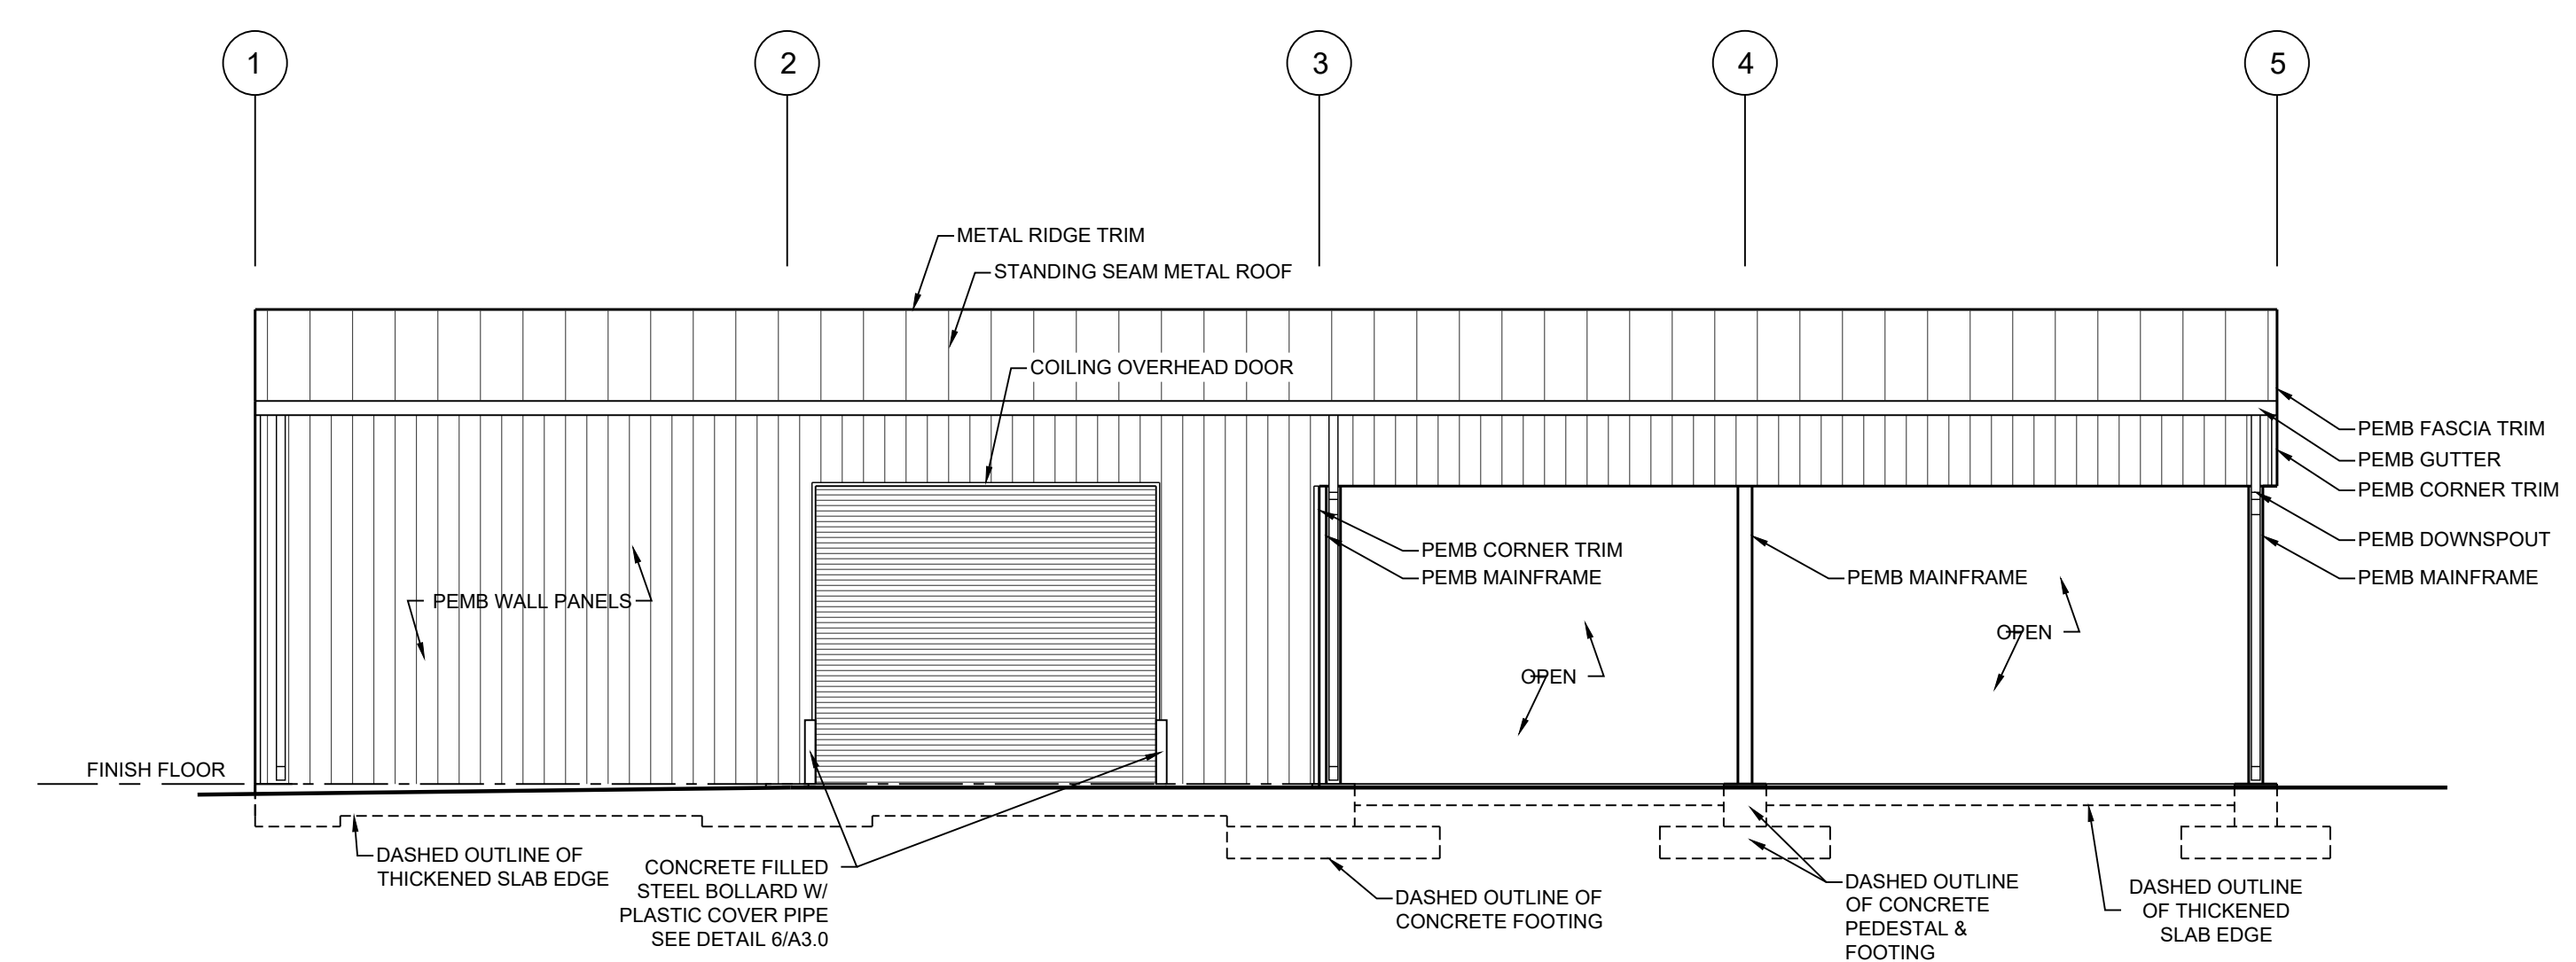 1
2
3
4
5
METAL RIDGE TRIM
STANDING SEAM METAL ROOF
COILING OVERHEAD DOOR
PEMB FASCIA TRIM
PEMB GUTTER
PEMB CORNER TRIM
PEMB DOWNSPOUT
PEMB MAINFRAME
PEMB CORNER TRIM
PEMB MAINFRAME
PEMB MAINFRAME
PEMB WALL PANELS
OPEN
OPEN
FINISH FLOOR
DASHED OUTLINE OF
THICKENED SLAB EDGE
CONCRETE FILLED
STEEL BOLLARD W/
PLASTIC COVER PIPE
SEE DETAIL 6/A3.0
DASHED OUTLINE OF
CONCRETE FOOTING
DASHED OUTLINE
OF CONCRETE
PEDESTAL &
FOOTING
DASHED OUTLINE
OF THICKENED
SLAB EDGE